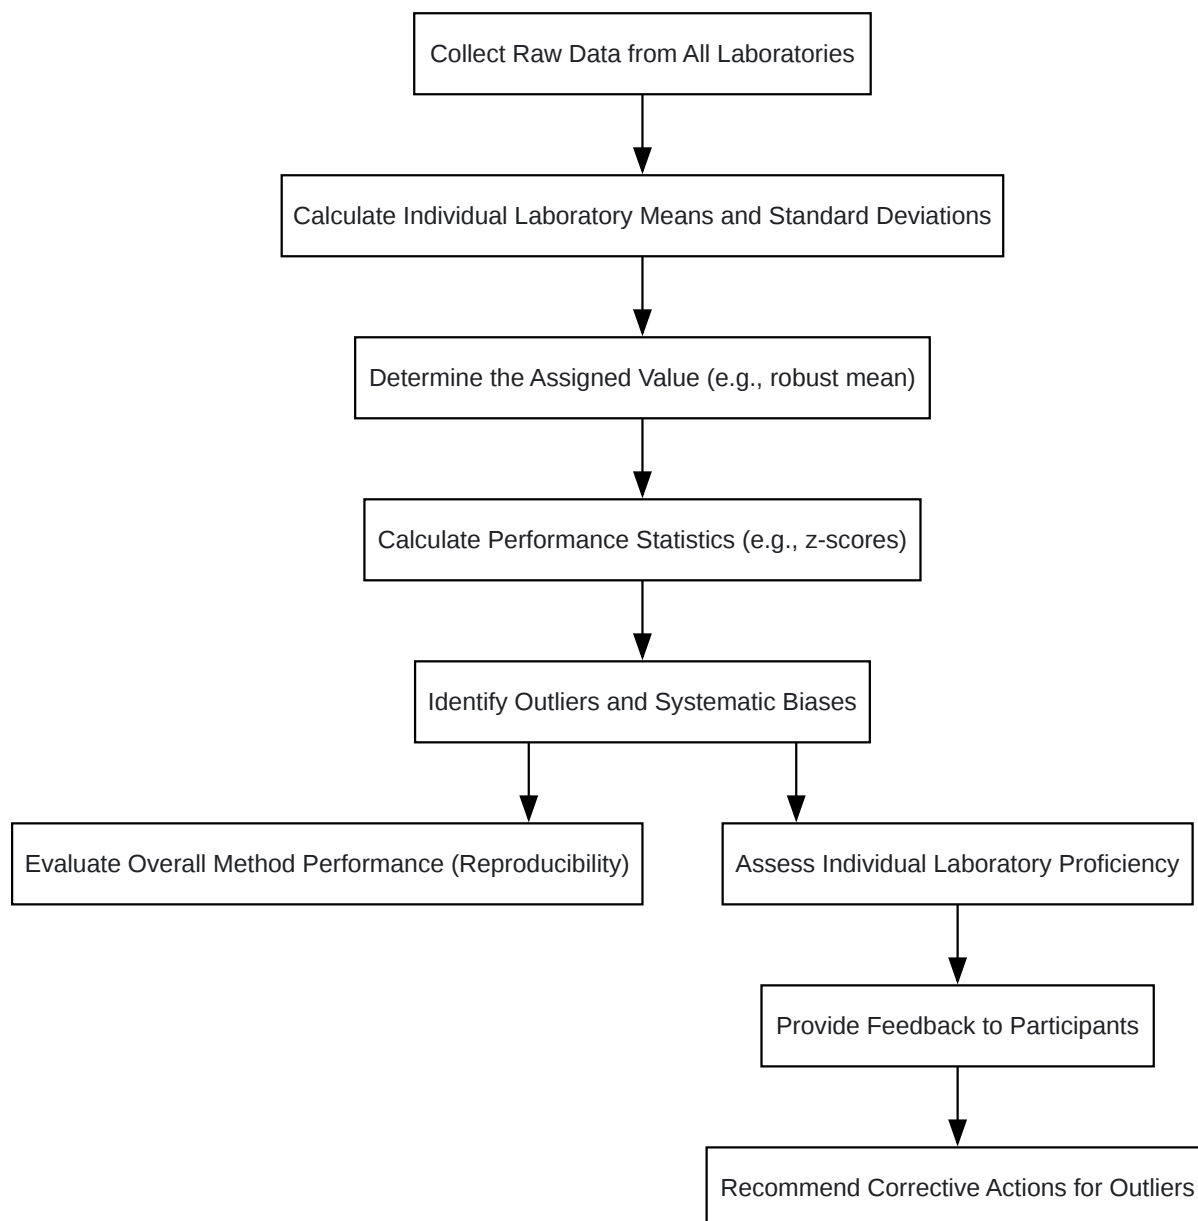 Collect Raw Data from All Laboratories
Calculate Individual Laboratory Means and Standard Deviations
Determine the Assigned Value (e.g., robust mean)
Calculate Performance Statistics (e.g., z-scores)
Identify Outliers and Systematic Biases
Evaluate Overall Method Performance (Reproducibility)
Assess Individual Laboratory Proficiency
Provide Feedback to Participants
Recommend Corrective Actions for Outliers